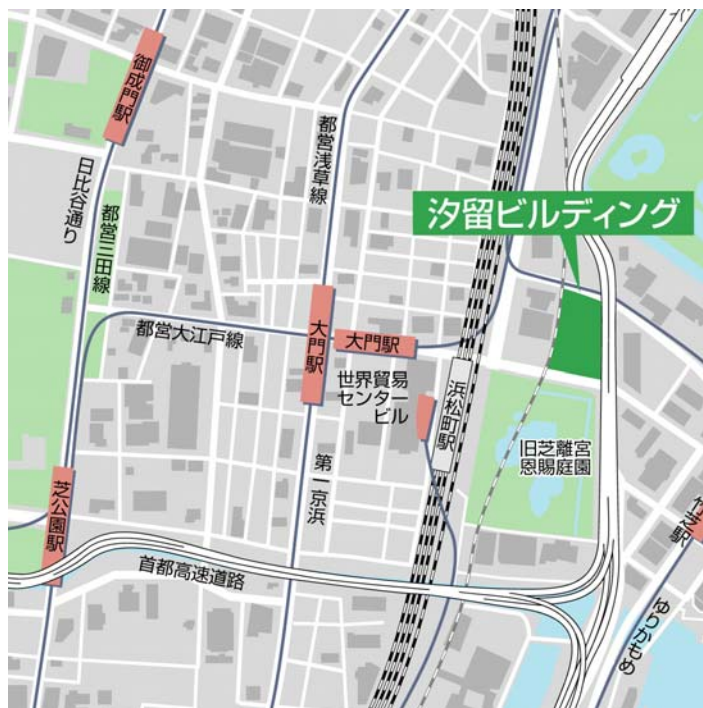 御成門駅
日比谷通り
都営三田線
都営浅草線
汐留ビルディング
都営大江戸線
大門駅
大門駅
世界貿易
センター
ビル
浜松町駅
旧芝離宮
恩賜庭園
第一京浜
芝公園駅
首都高速道路
竹芝駅
ゆりかもめ